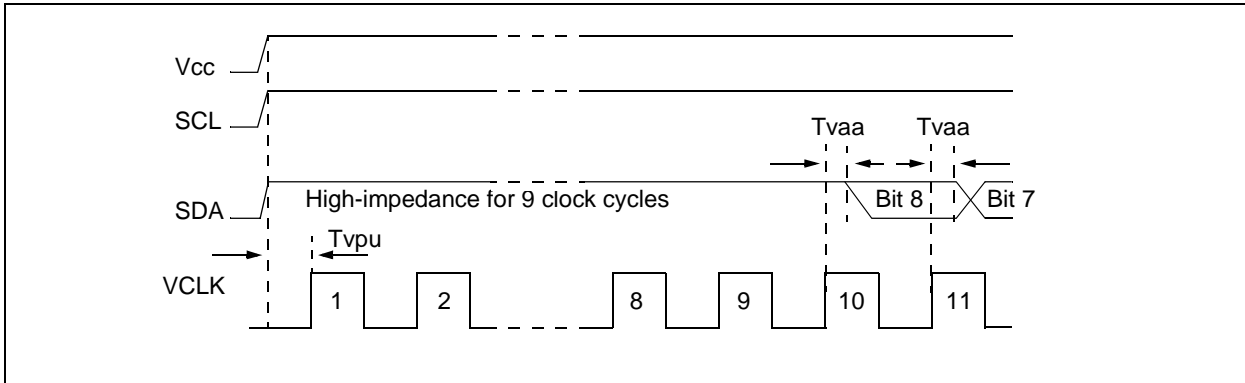 Vcc
SCL
Tvaa Tvaa
SDA
High-impedance for 9 clock cycles
Bit 8 Bit 7
Tvpu
VCLK
1 2 8 9 10 11